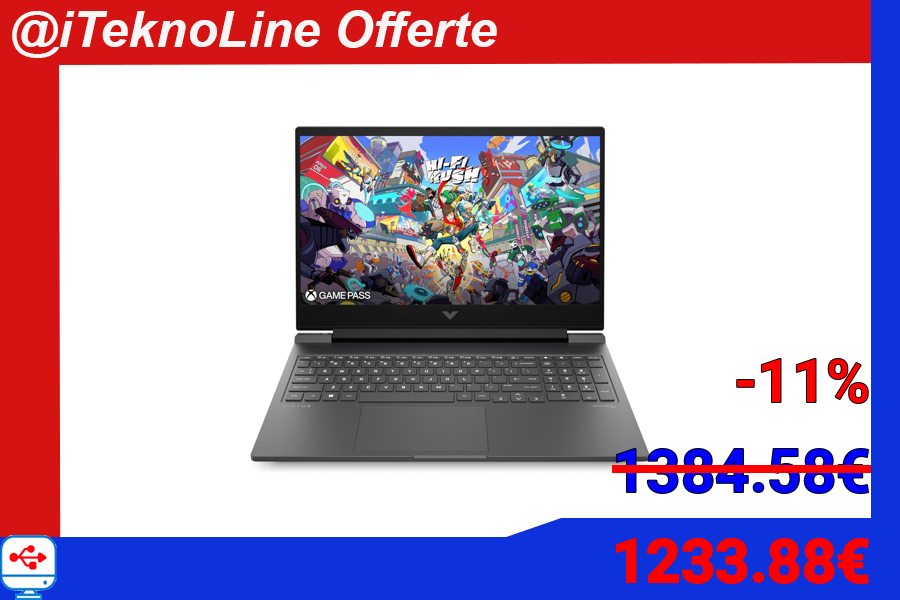 @iTeknoLine Offerte
HI-FI
RUSH
GAME PASS
-11%
1384.58€
1233.88€